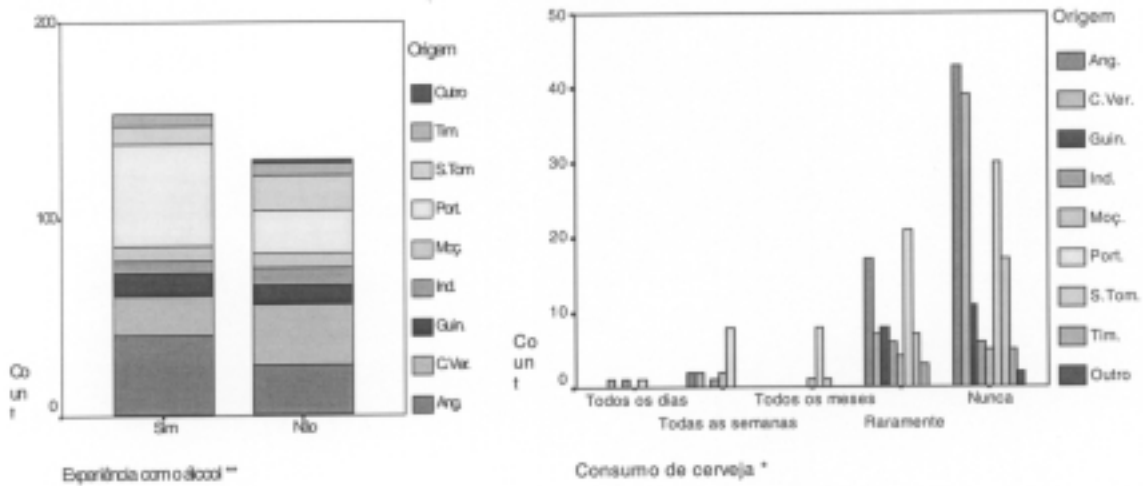 200
100
0
Co
un
t
Sim
Não
Experiência com o álcool **
Origem
Outro
Tim.
S.Tom
Port.
Moç.
Ind.
Guin.
C.Ver.
Ang.
50
40
30
20
10
0
Co
un
t
Todos os dias
Todas as semanas
Todos os meses
Raramente
Nunca
Consumo de cerveja *
Origem
Ang.
C.Ver.
Guin.
Ind.
Moç.
Port.
S.Tom.
Tim.
Outro